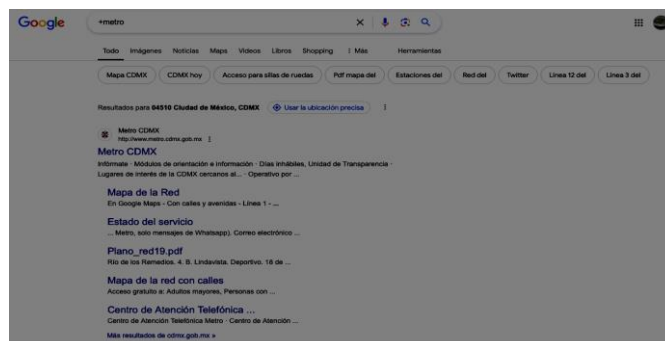 Google
+metro
Todo Imágenes Noticias Maps Videos Libros Shopping Más Herramientas
Mapa CDMX CDMX hoy Acceso para sillas de ruedas Pdf mapa del Estaciones del Red del Twitter Línea 12 del Línea 3 del
Resultados para 04510 Ciudad de México, CDMX Usar la ubicación precisa
Metro CDMX
http://www.metro.cdmx.gob.mx
Metro CDMX
Infórmate · Módulos de orientación e información · Días inhábiles, Unidad de Transparencia ·
Lugares de interés de la CDMX cercanos al... · Operativo por ...
Mapa de la Red
En Google Maps - Con calles y avenidas - Línea 1 - ...
Estado del servicio
... Metro, solo mensajes de Whatsapp). Correo electrónico ...
Plano_red19.pdf
Río de los Remedios. 4. B. Lindavista. Deportivo. 18 de ...
Mapa de la red con calles
Acceso gratuito a: Adultos mayores, Personas con ...
Centro de Atención Telefónica ...
Centro de Atención Telefónica Metro · Centro de Atención ...
Más resultados de cdmx.gob.mx »